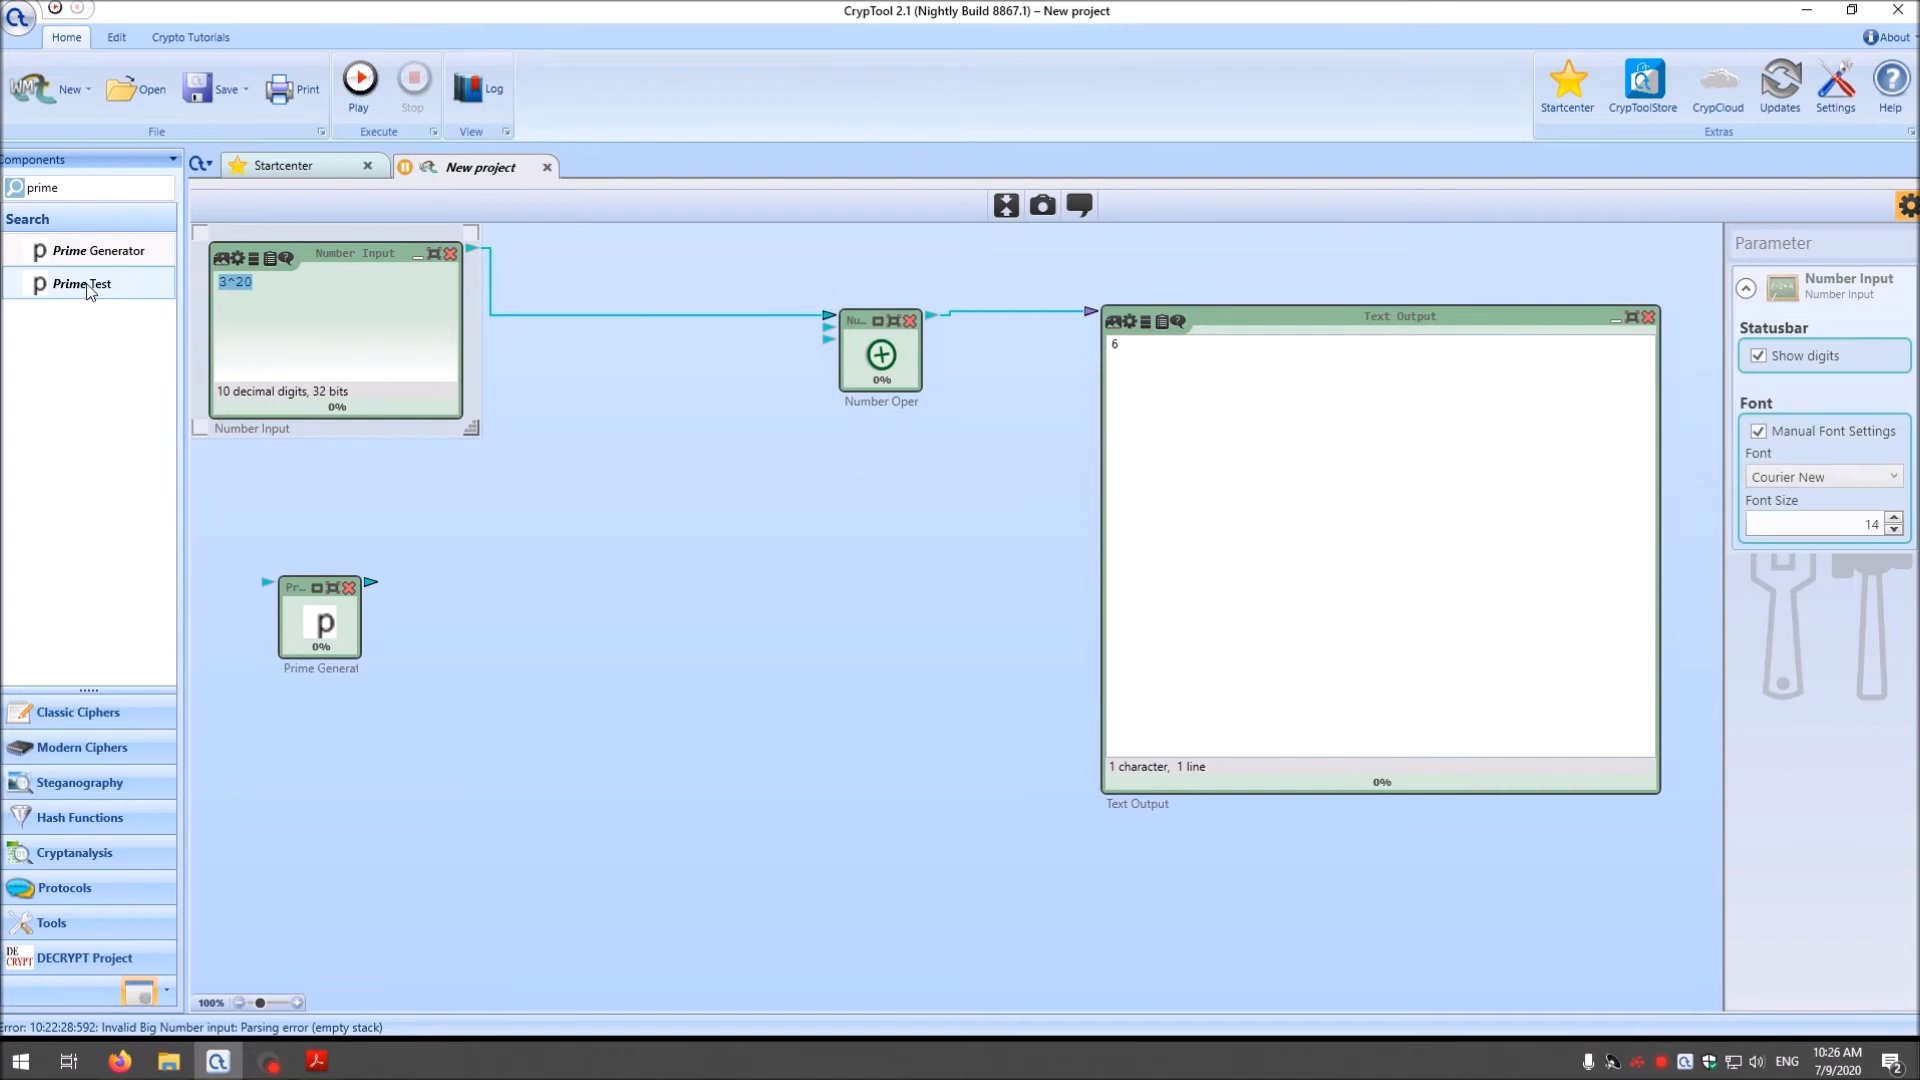 CrypTool 2.1 (Nightly Build 8867.1) – New project
Home Edit Crypto Tutorials
About
New Open Save Print
Play Stop
Log
Startcenter CrypToolStore CrypCloud Updates Settings Help
File Execute View Extras
Components
Startcenter New project
prime
Search
p Prime Generator
p Prime Test
Number Input
3^20
10 decimal digits, 32 bits
0%
Number Input
Nu...
0%
Number Oper
Text Output
6
1 character, 1 line
0%
Text Output
Pr...
p
0%
Prime Generat
Parameter
Number Input
Number Input
Statusbar
Show digits
Font
Manual Font Settings
Font
Courier New
Font Size
14
Classic Ciphers
Modern Ciphers
Steganography
Hash Functions
Cryptanalysis
Protocols
Tools
DE
CRYPT DECRYPT Project
100%
Error: 10:22:28:592: Invalid Big Number input: Parsing error (empty stack)
ENG
10:26 AM
7/9/2020
2